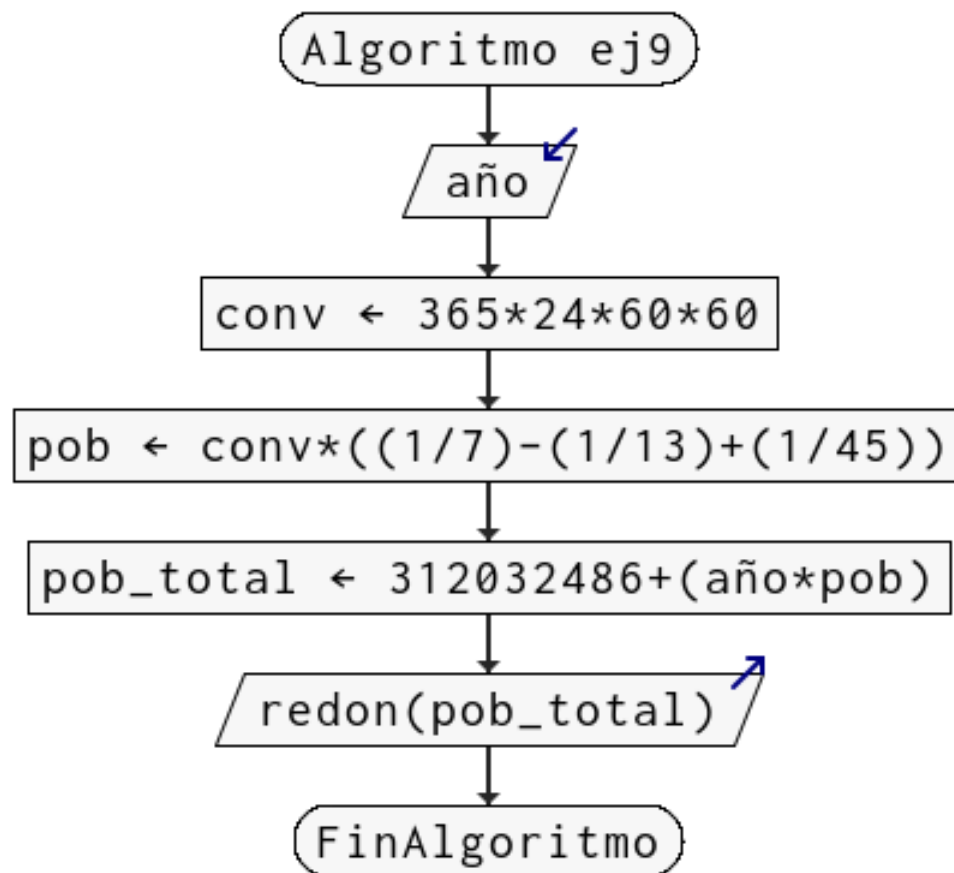 Algoritmo ej9
año
conv ← 365*24*60*60
pob ← conv*((1/7)-(1/13)+(1/45))
pob_total ← 312032486+(año*pob)
redon(pob_total)
FinAlgoritmo